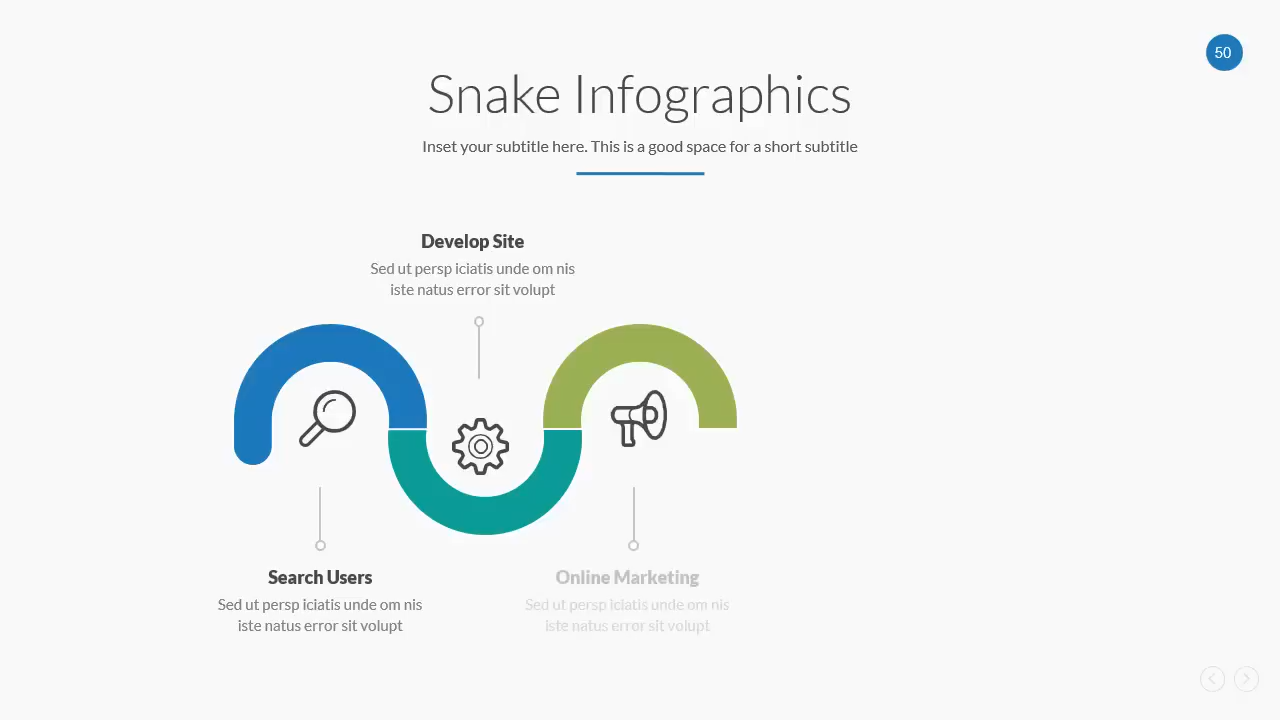 50
Snake Infographics
Inset your subtitle here. This is a good space for a short subtitle
Develop Site
Sed ut persp iciatis unde om nis
iste natus error sit volupt
Search Users
Sed ut persp iciatis unde om nis
iste natus error sit volupt
Online Marketing
Sed ut persp iciatis unde om nis
iste natus error sit volupt